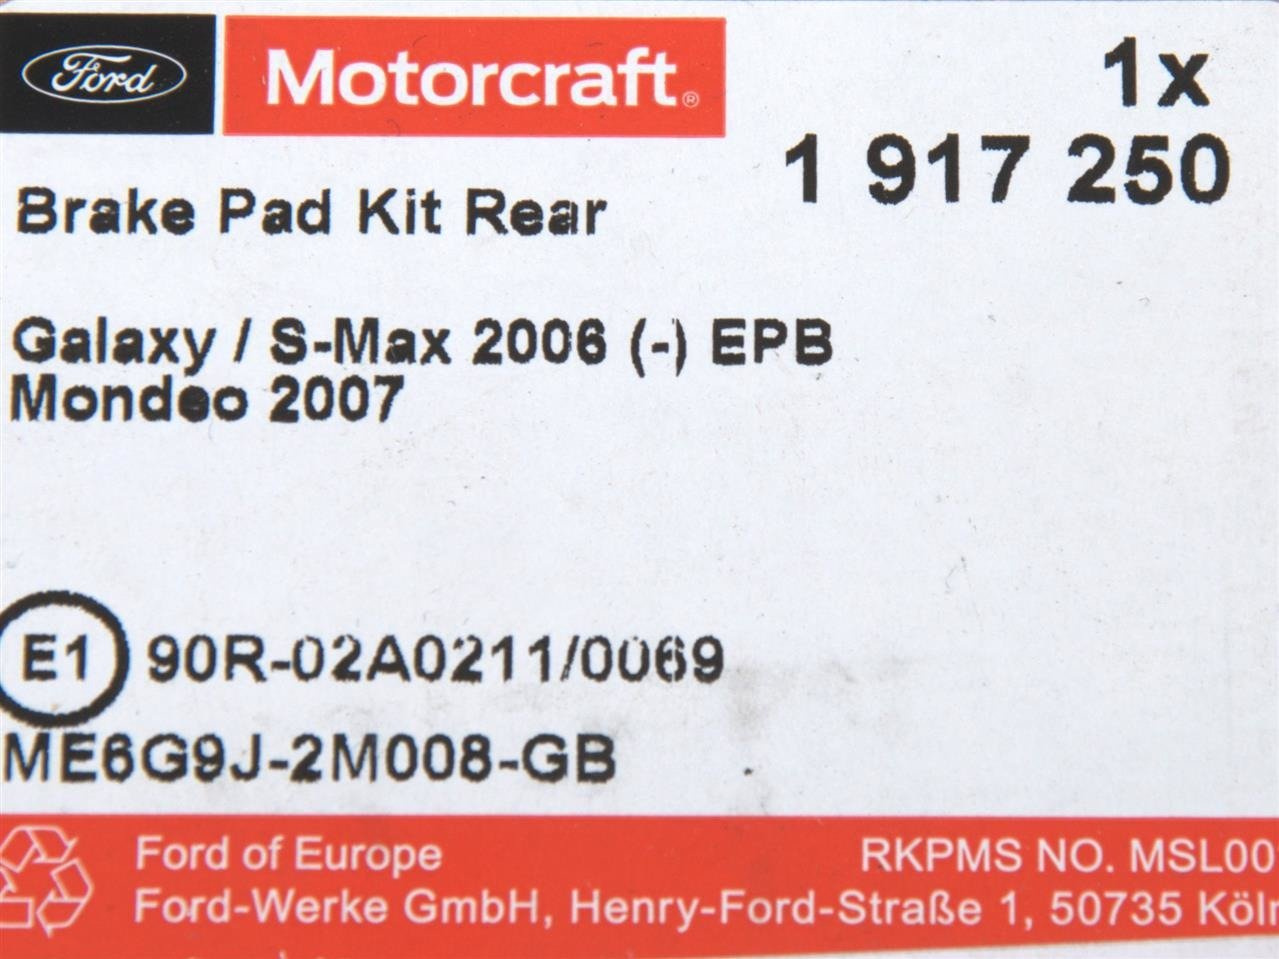 Ford Motorcraft®
1x
1 917 250
Brake Pad Kit Rear
Galaxy / S-Max 2006 (-) EPB
Mondeo 2007
E1 90R-02A0211/0069
ME6G9J-2M008-GB
Ford of Europe RKPMS NO. MSL00
Ford-Werke GmbH, Henry-Ford-Straße 1, 50735 Köln